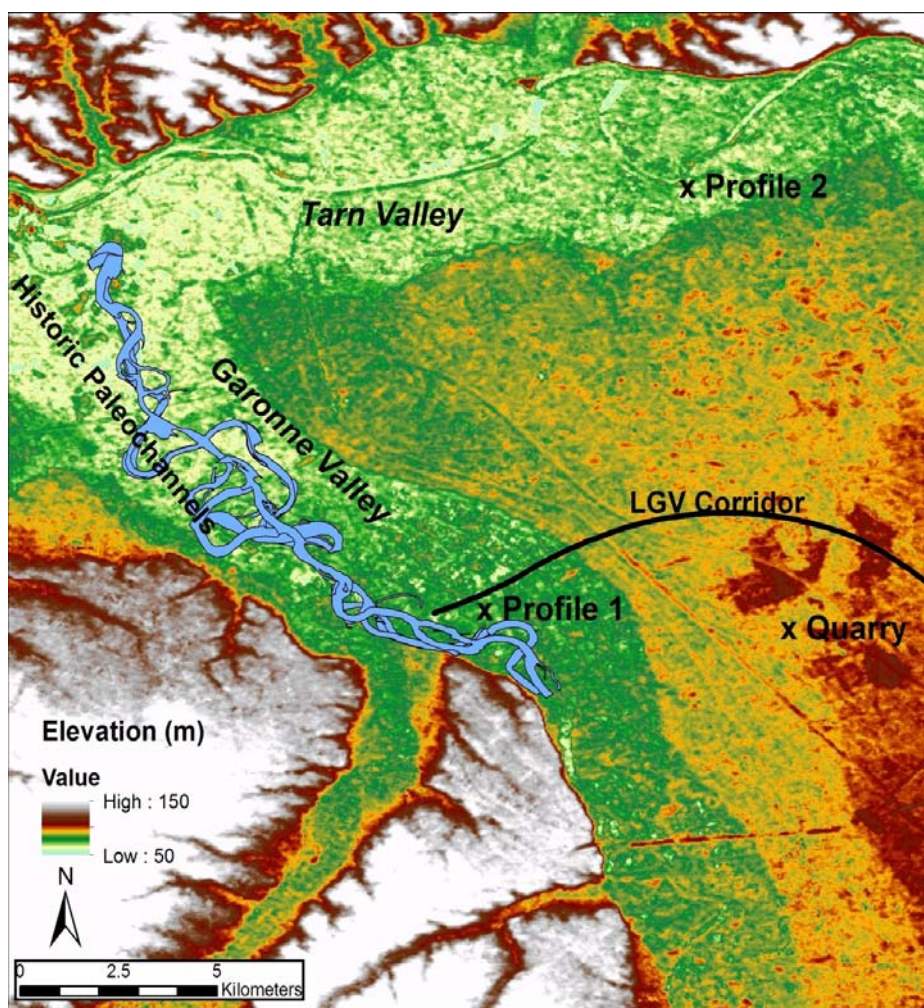 x Profile 2
Tarn Valley
Historic Paleochannels
Garonne Valley
LGV Corridor
x Profile 1
x Quarry
Elevation (m)
Value
High : 150
Low : 50
N
0 2.5 5
Kilometers